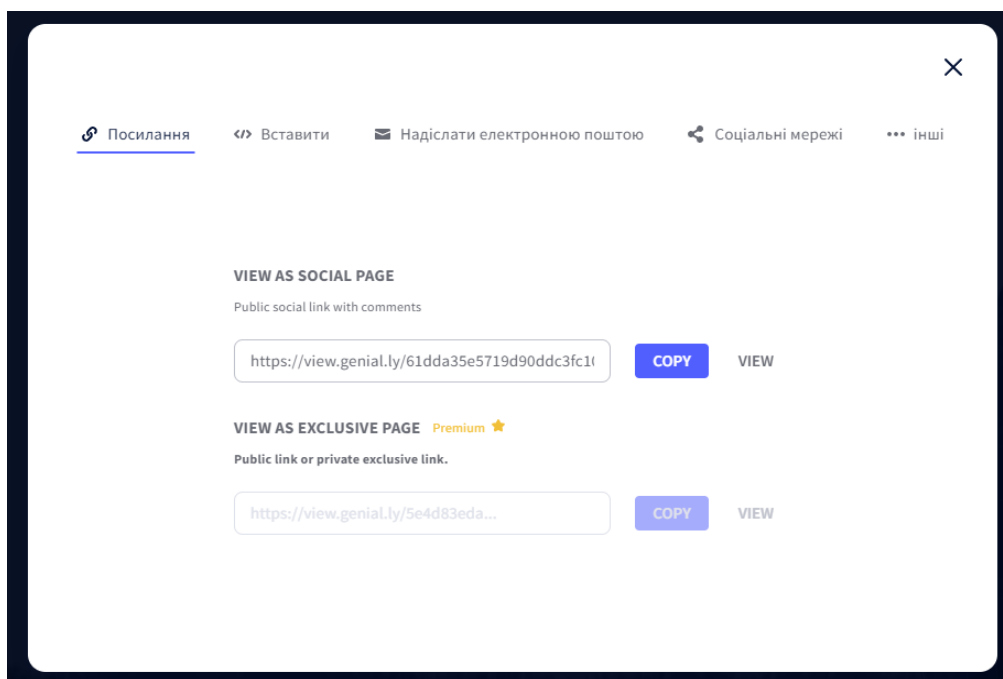 Посилання
Вставити
Надіслати електронною поштою
Соціальні мережі
інші
VIEW AS SOCIAL PAGE
Public social link with comments
https://view.genial.ly/61dda35e5719d90ddc3fc10
COPY
VIEW
VIEW AS EXCLUSIVE PAGE Premium
Public link or private exclusive link.
https://view.genial.ly/5e4d83eda...
COPY
VIEW